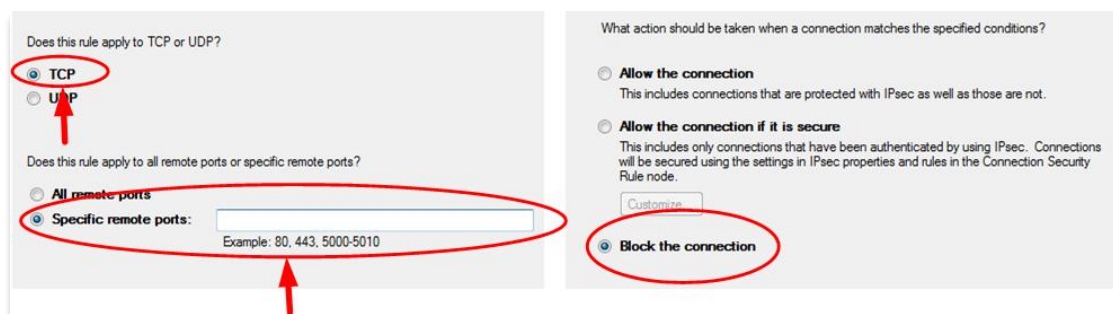 Does this rule apply to TCP or UDP?
TCP
UDP
Does this rule apply to all remote ports or specific remote ports?
All remote ports
Specific remote ports:
Example: 80, 443, 5000-5010
What action should be taken when a connection matches the specified conditions?
Allow the connection
This includes connections that are protected with IPsec as well as those are not.
Allow the connection if it is secure
This includes only connections that have been authenticated by using IPsec. Connections
will be secured using the settings in IPsec properties and rules in the Connection Security
Rule node.
Customize...
Block the connection